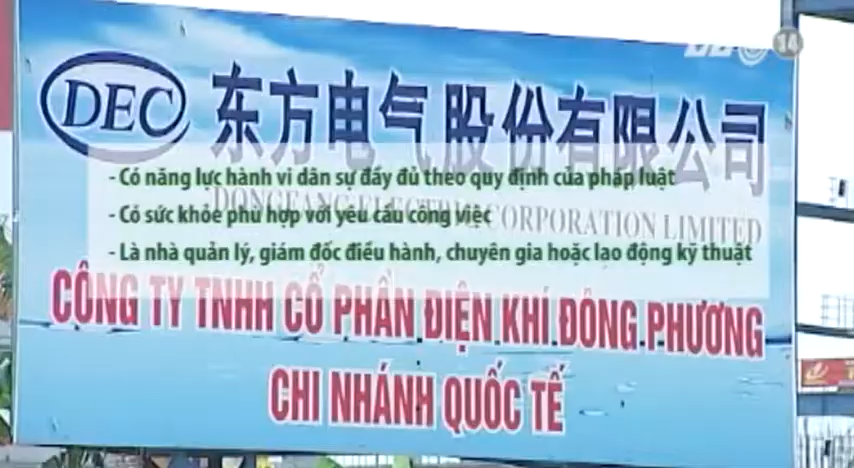 DEC 东方电气股份有限公司
- Có năng lực hành vi dân sự đầy đủ theo quy định của pháp luật
DONGFANG ELECTRIC CORPORATION LIMITED
- Có sức khỏe phù hợp với yêu cầu công việc
- Là nhà quản lý, giám đốc điều hành, chuyên gia hoặc lao động kỹ thuật
CÔNG TY TNHH CỔ PHẦN ĐIỆN KHÍ ĐÔNG PHƯƠNG
CHI NHÁNH QUỐC TẾ
14